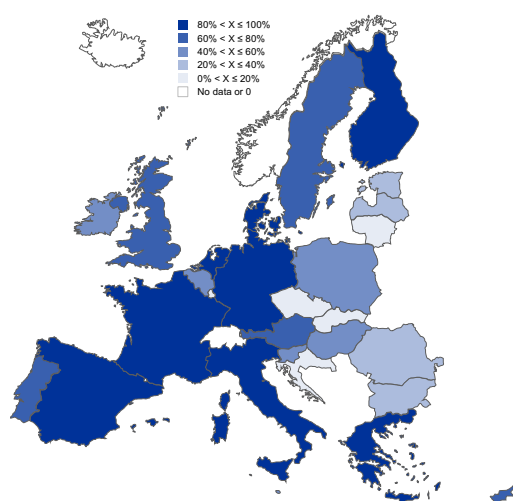 80% < X ≤ 100%
60% < X ≤ 80%
40% < X ≤ 60%
20% < X ≤ 40%
0% < X ≤ 20%
No data or 0